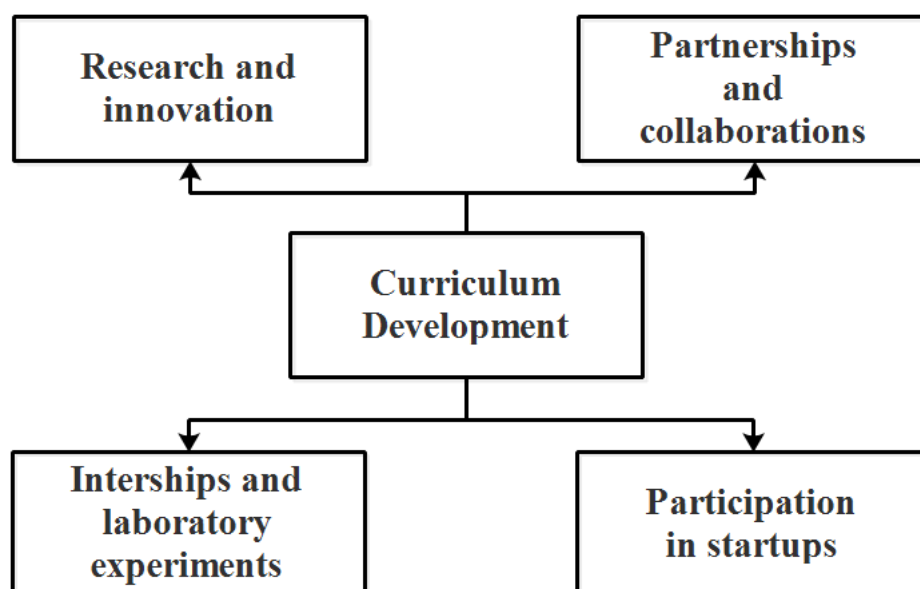 Research and
innovation
Partnerships
and
collaborations
Curriculum
Development
Interships and
laboratory
experiments
Participation
in startups